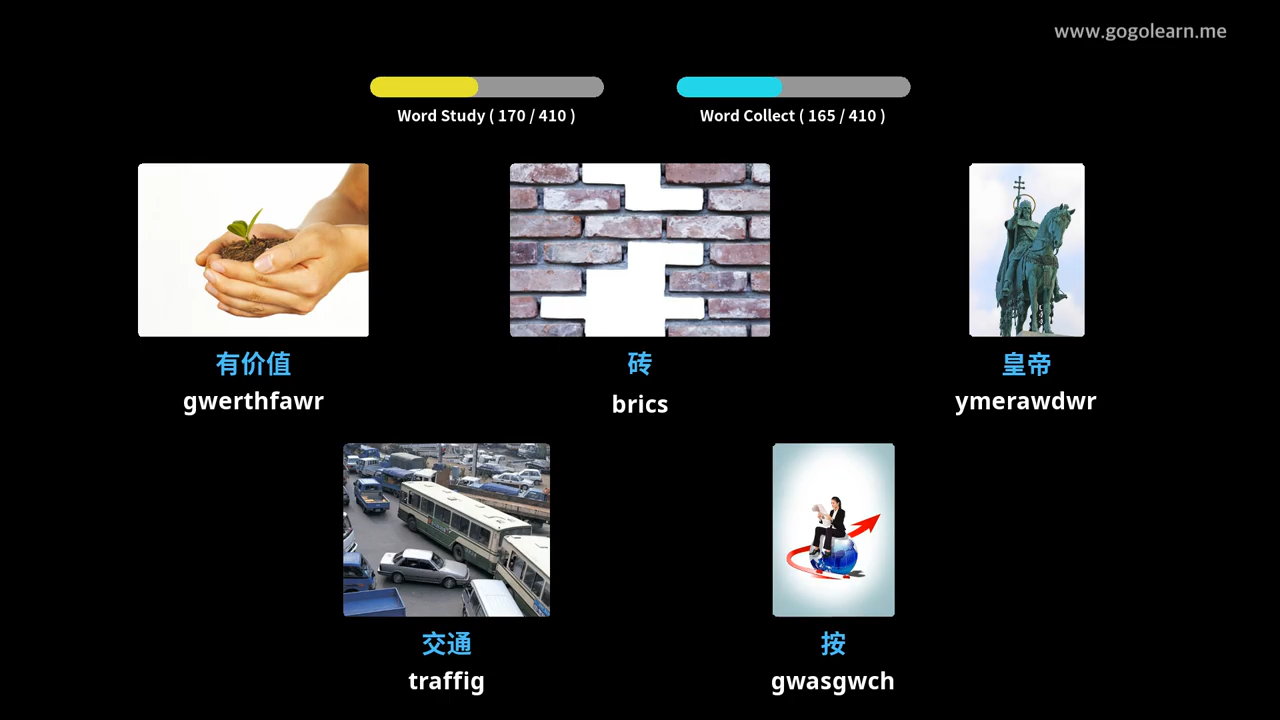 www.gogolearn.me
Word Study ( 170 / 410 )
Word Collect ( 165 / 410 )
有价值
gwerthfawr
砖
brics
皇帝
ymerawdwr
交通
traffig
按
gwasgwch